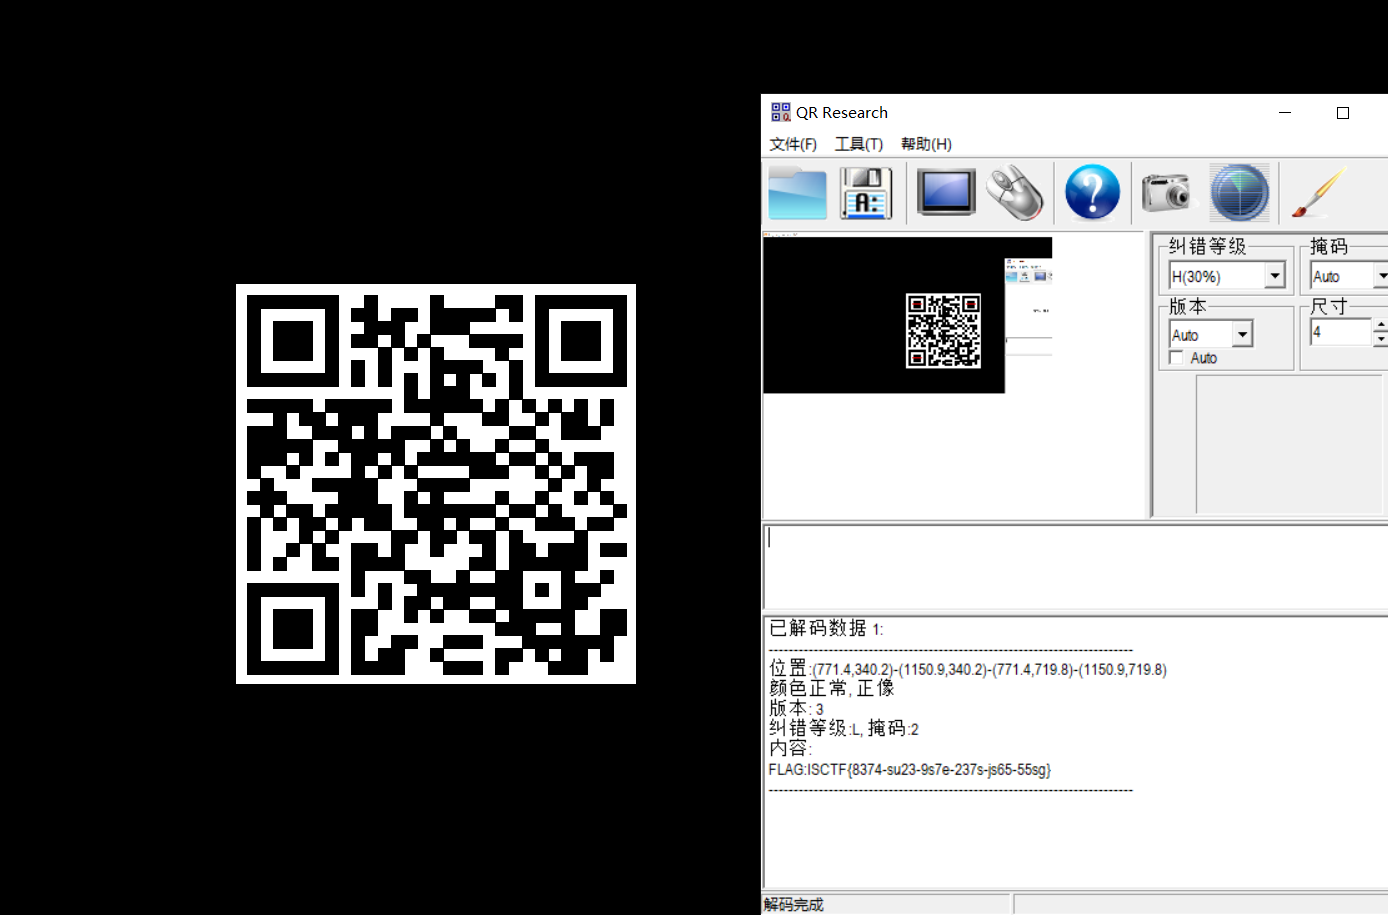 QR Research
文件(F) 工具(T) 帮助(H)
A:
纠错等级 掩码
H(30%) Auto
版本 尺寸
Auto 4
Auto
已解码数据 1:
--------------------------------------------------------------------------------
位置:(771.4,340.2)-(1150.9,340.2)-(771.4,719.8)-(1150.9,719.8)
颜色正常, 正像
版本: 3
纠错等级:L, 掩码:2
内容:
FLAG:ISCTF{8374-su23-9s7e-237s-js65-55sg}
--------------------------------------------------------------------------------
解码完成